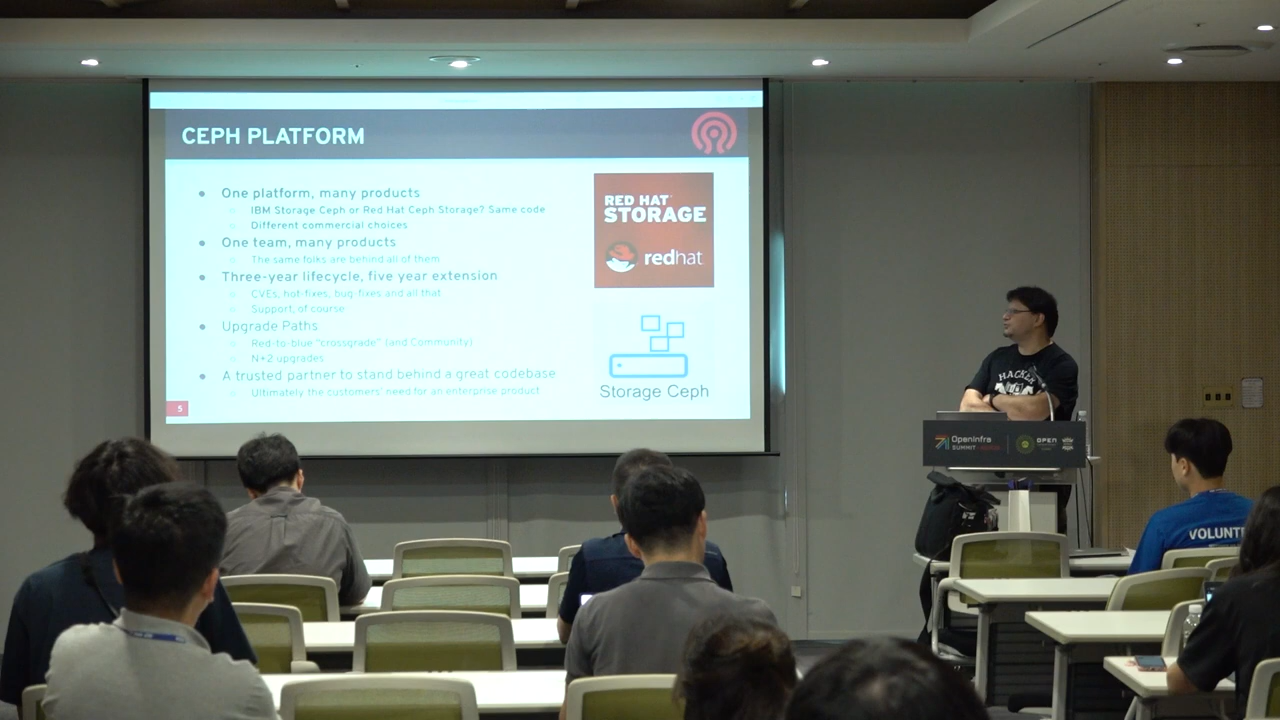 CEPH PLATFORM
One platform, many products
IBM Storage Ceph or Red Hat Ceph Storage? Same code
Different commercial choices
One team, many products
The same folks are behind all of them
Three-year lifecycle, five year extension
CVEs, hot-fixes, bug-fixes and all that
Support, of course
Upgrade Paths
Red-to-blue "crossgrade" (and Community)
N+2 upgrades
A trusted partner to stand behind a great codebase
Ultimately the customers' need for an enterprise product
5
RED HAT
STORAGE
redhat
Storage Ceph
HACKER
OpenInfra
SUMMIT
OPEN
VOLUNTE